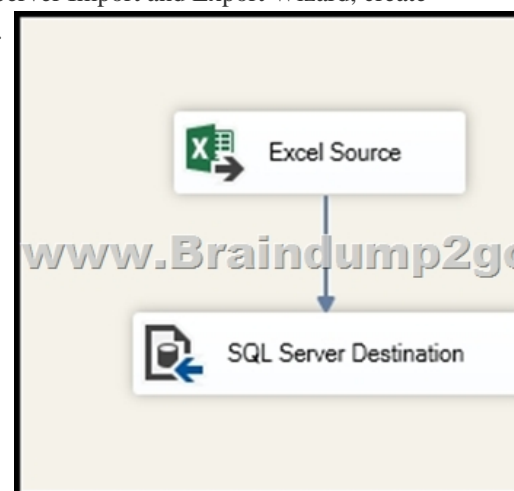 Server Import and Export Wizard, create
.
Excel Source
www.Braindump2go
SQL Server Destination